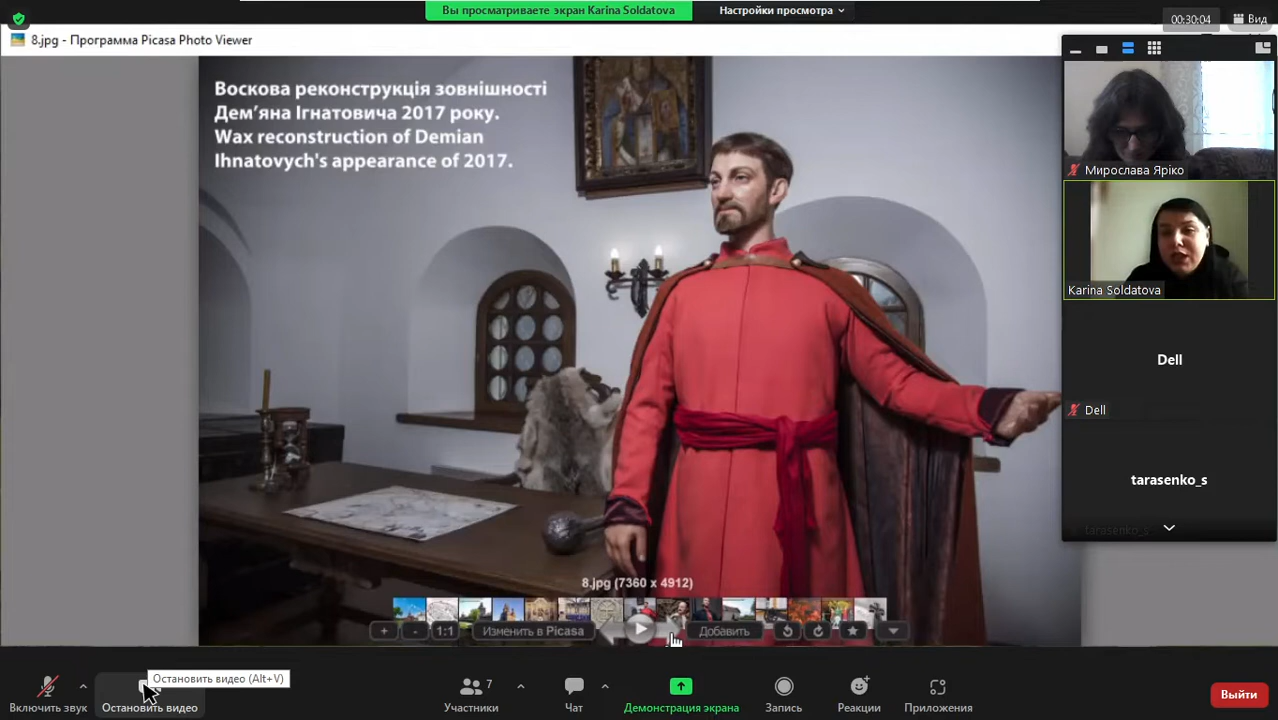 Вы просматриваете экран Karina Soldatova
Настройки просмотра
00:30:04
Вид
8.jpg - Программа Picasa Photo Viewer
Воскова реконструкція зовнішності
Дем’яна Ігнатовича 2017 року.
Wax reconstruction of Demian
Ihnatovych's appearance of 2017.
Мирослава Яріко
Karina Soldatova
Dell
Dell
tarasenko_s
tarasenko_s
8.jpg (7360 x 4912)
+
-
1:1
Изменить в Picasa
Добавить
Остановить видео (Alt+V)
7
Включить звук
Остановить видео
Участники
Чат
Демонстрация экрана
Запись
Реакции
Приложения
Выйти